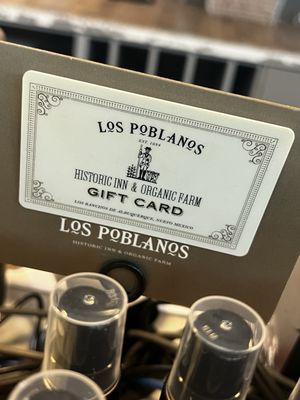 LOS POBLANOS
EST. 1934
HISTORIC INN & ORGANIC FARM
GIFT CARD
LOS RANCHOS DE ALBUQUERQUE, NUEVO MEXICO
LOS POBLANOS
HISTORIC INN & ORGANIC FARM